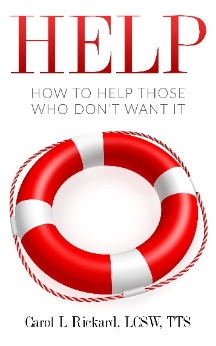 HELP
HOW TO HELP THOSE
WHO DON'T WANT IT
Carol L Rickard, LCSW, TTS